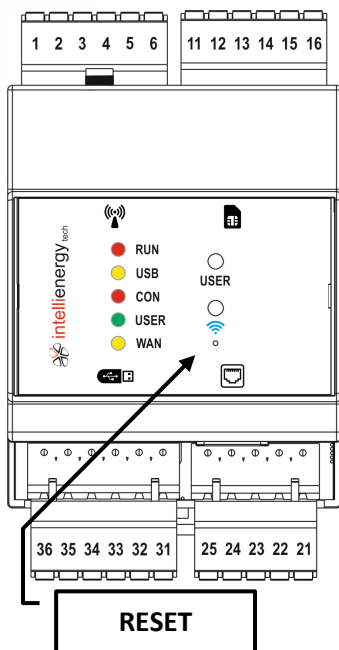 1 2 3 4 5 6
11 12 13 14 15 16
intellienergy tech
RUN
USB
CON
USER
WAN
USER
36 35 34 33 32 31
25 24 23 22 21
RESET